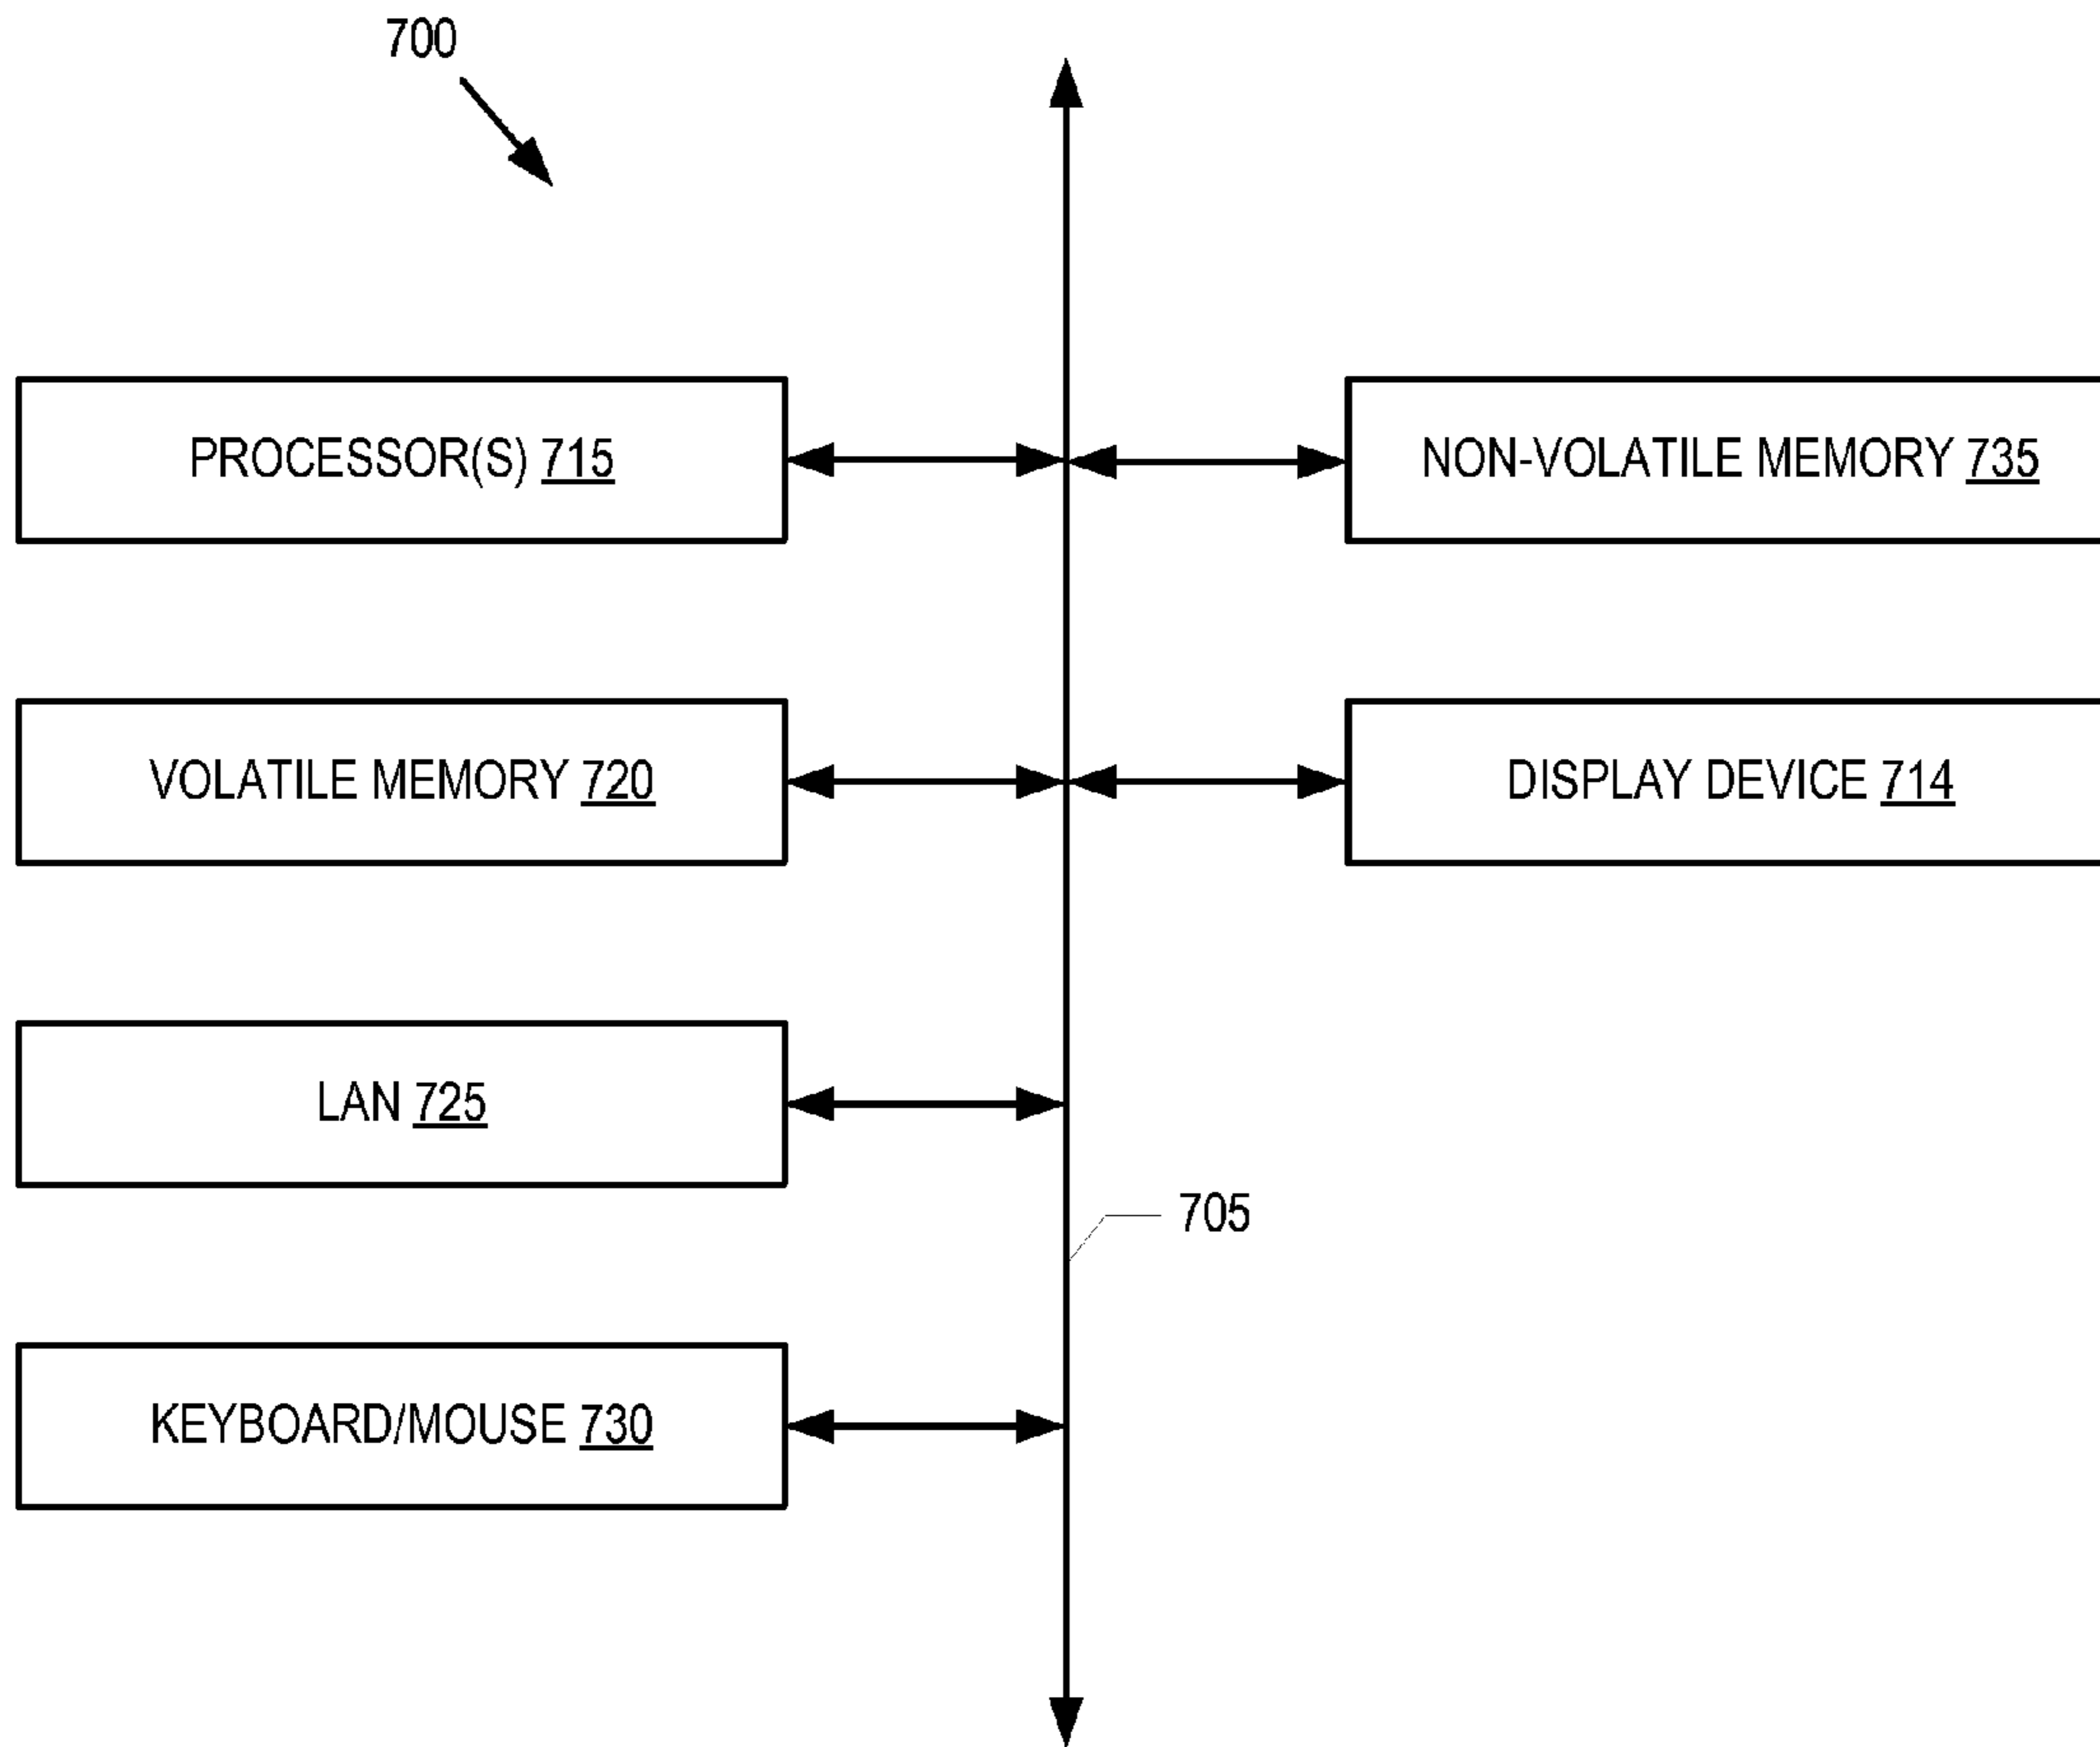 700
PROCESSOR(S) 715
NON-VOLATILE MEMORY 735
VOLATILE MEMORY 720
DISPLAY DEVICE 714
LAN 725
705
KEYBOARD/MOUSE 730